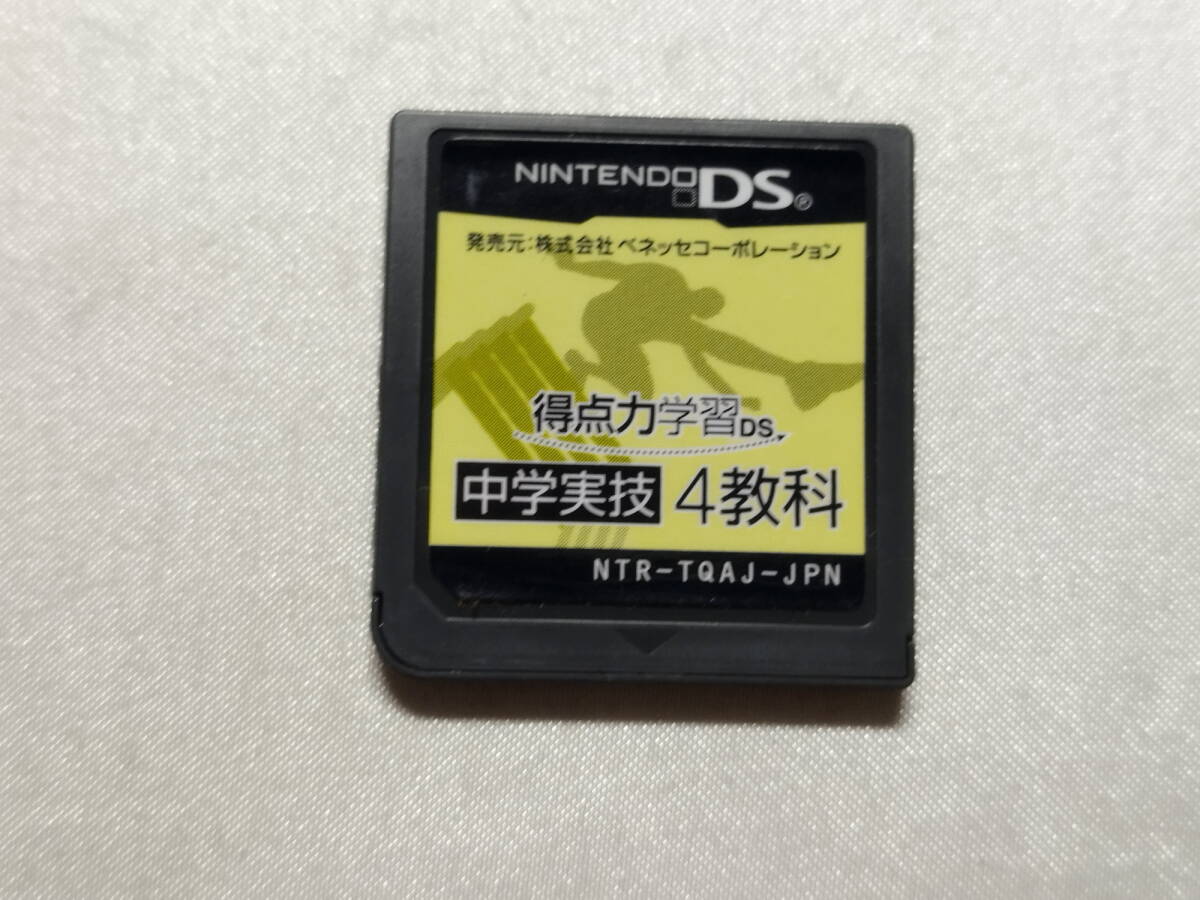 NINTENDO DS®
発売元:株式会社 ベネッセコーポレーション
得点力学習DS
中学実技 4教科
NTR-TQAJ-JPN